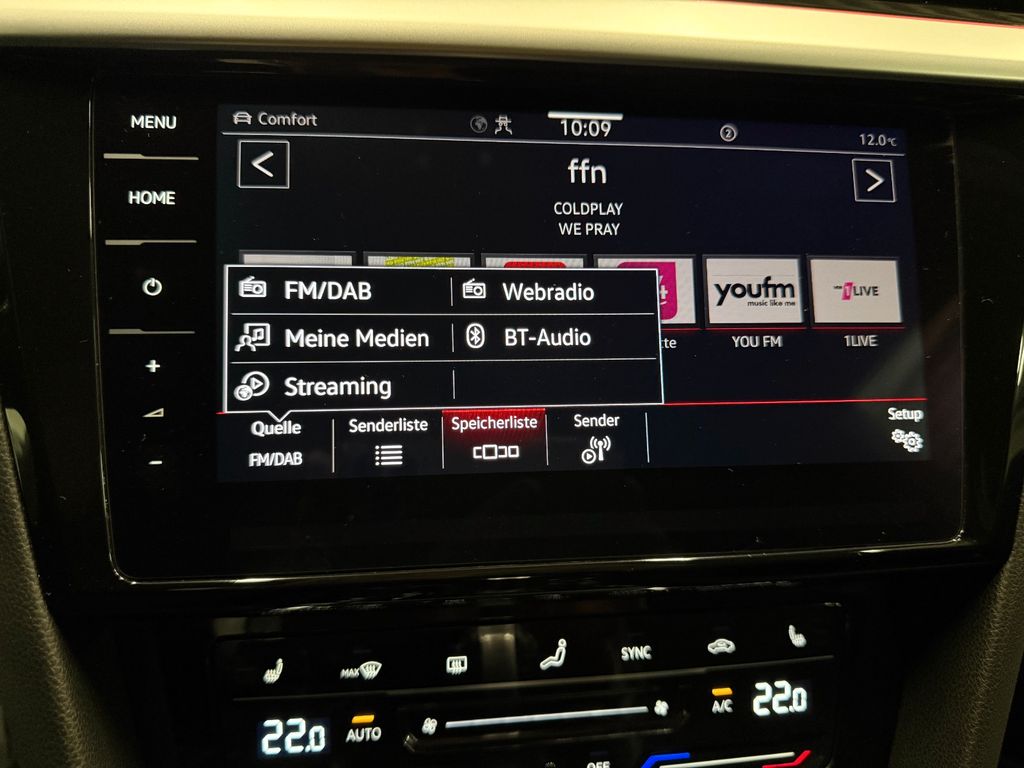 MENU
HOME
+
-
Comfort
10:09
2
12.0°C
<
ffn
>
COLDPLAY
WE PRAY
FM/DAB
Webradio
Meine Medien
BT-Audio
Streaming
youfm
music like me
1LIVE
YOU FM
1LIVE
Quelle
FM/DAB
Senderliste
Speicherliste
Sender
Setup
MAX
SYNC
22.0
AUTO
A/C
22.0
OFF